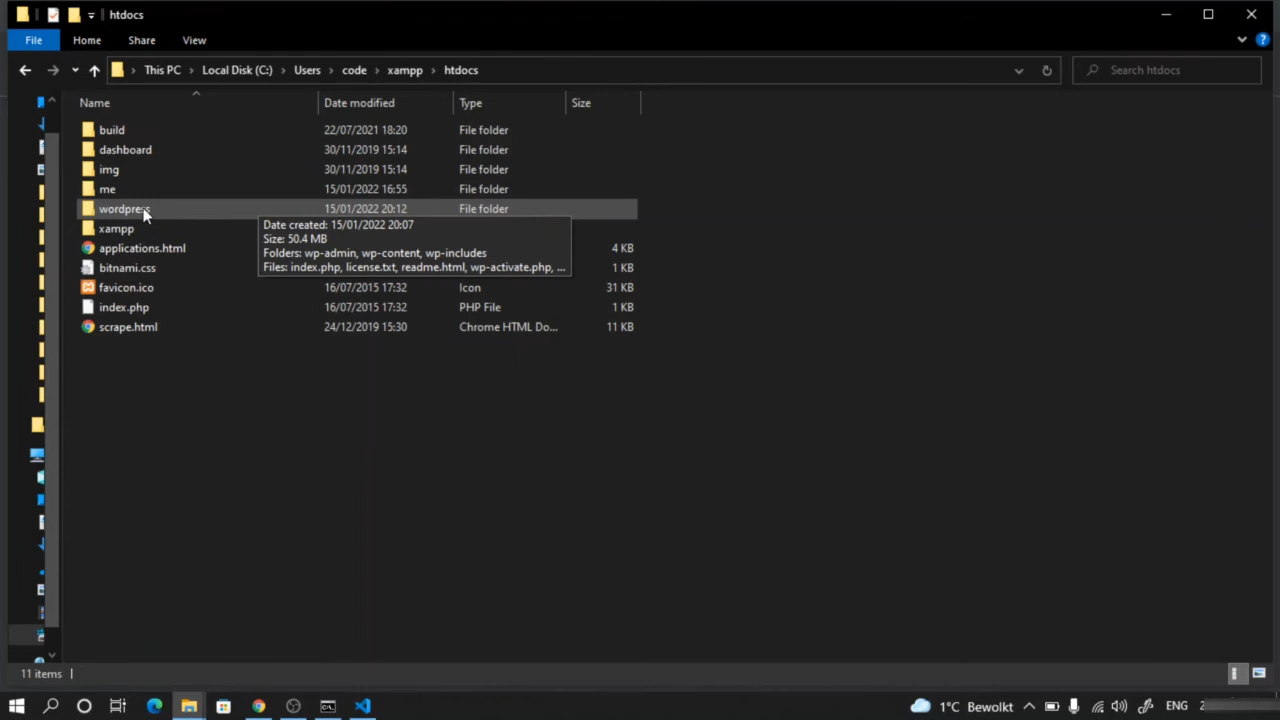 htdocs
File Home Share View
This PC Local Disk (C:) Users code xampp htdocs Search htdocs
Name Date modified Type Size
build 22/07/2021 18:20 File folder
dashboard 30/11/2019 15:14 File folder
img 30/11/2019 15:14 File folder
me 15/01/2022 16:55 File folder
wordpress 15/01/2022 20:12 File folder
xampp
Date created: 15/01/2022 20:07
Size: 50.4 MB
Folders: wp-admin, wp-content, wp-includes
Files: index.php, license.txt, readme.html, wp-activate.php, ...
applications.html 4 KB
bitnami.css 1 KB
favicon.ico 16/07/2015 17:32 Icon 31 KB
index.php 16/07/2015 17:32 PHP File 1 KB
scrape.html 24/12/2019 15:30 Chrome HTML Do... 11 KB
11 items
1°C Bewolkt ENG